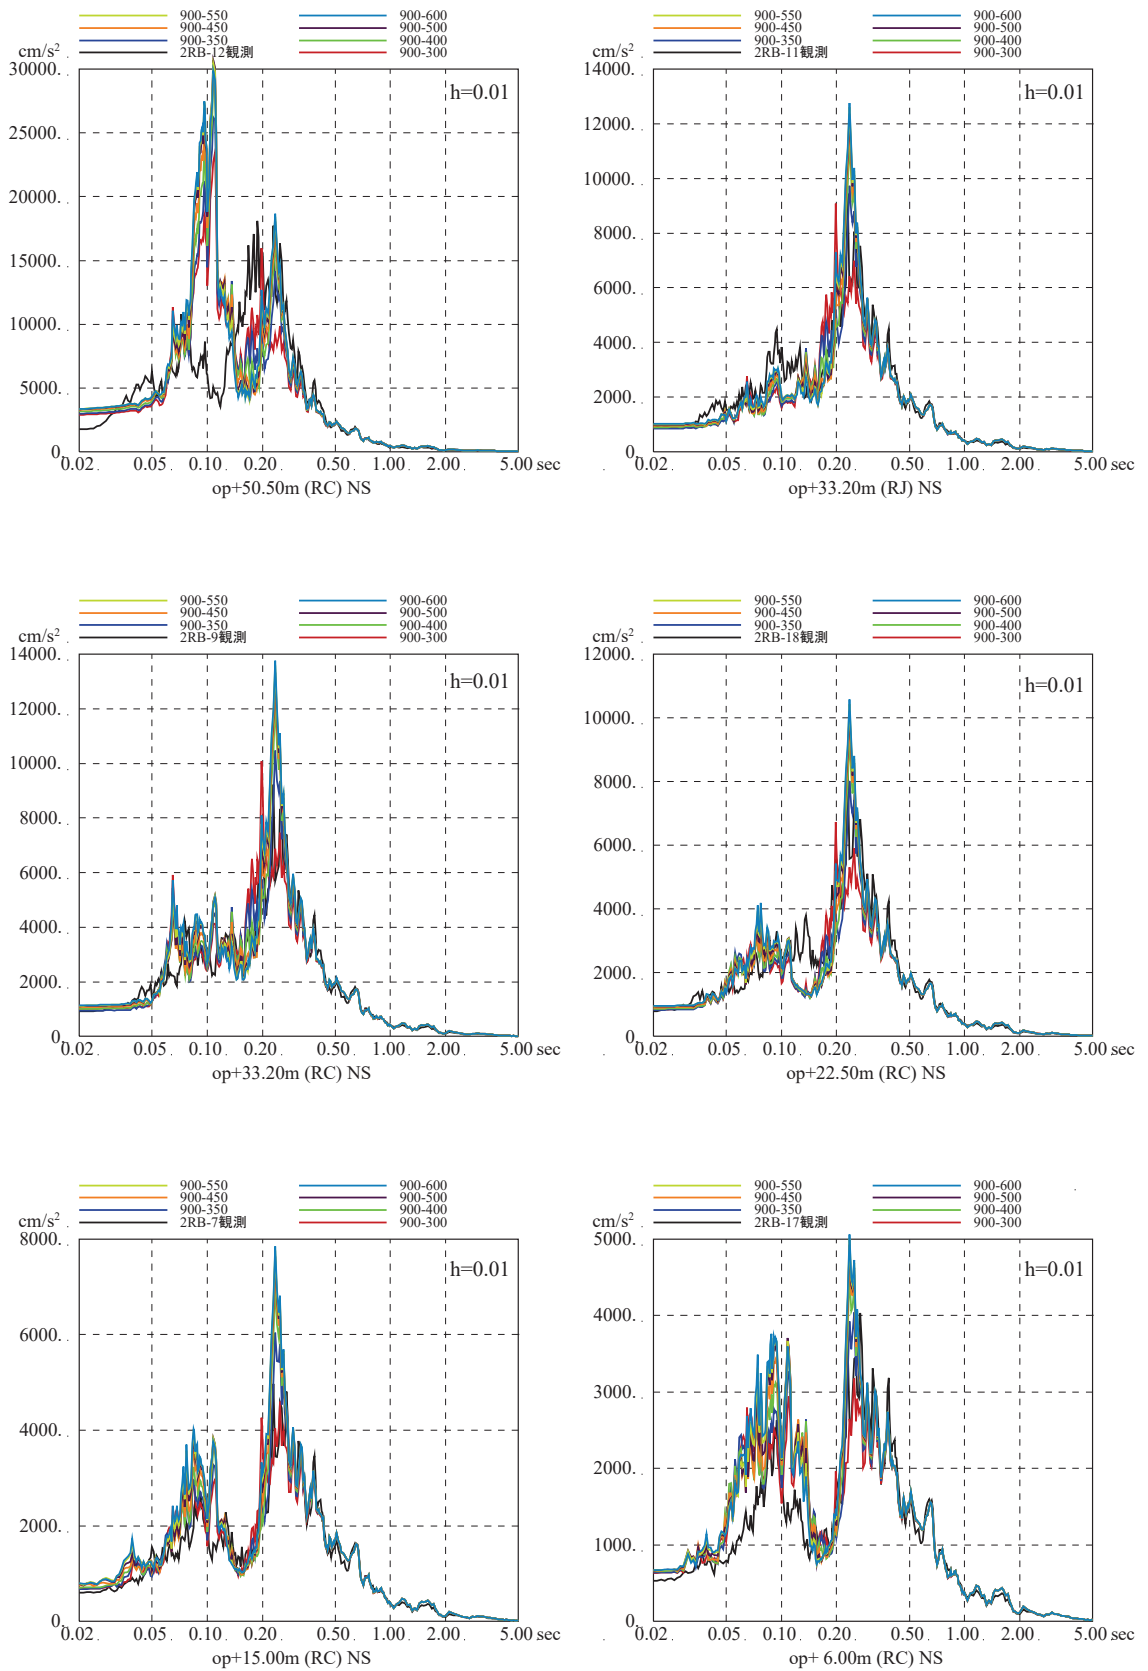 900-550 900-600
900-450 900-500
cm/s² 900-350 900-400
2RB-12観測 900-300
30000.
h=0.01
25000.
20000.
15000.
10000.
5000.
0.
0.02 0.05 0.10 0.20 0.50 1.00 2.00 5.00 sec
op+50.50m (RC) NS
900-550 900-600
900-450 900-500
cm/s² 900-350 900-400
2RB-11観測 900-300
14000.
h=0.01
12000.
10000.
8000.
6000.
4000.
2000.
0.
0.02 0.05 0.10 0.20 0.50 1.00 2.00 5.00 sec
op+33.20m (RJ) NS
900-550 900-600
900-450 900-500
cm/s² 900-350 900-400
2RB-9観測 900-300
14000.
h=0.01
12000.
10000.
8000.
6000.
4000.
2000.
0.
0.02 0.05 0.10 0.20 0.50 1.00 2.00 5.00 sec
op+33.20m (RC) NS
900-550 900-600
900-450 900-500
cm/s² 900-350 900-400
2RB-18観測 900-300
12000.
h=0.01
10000.
8000.
6000.
4000.
2000.
0.
0.02 0.05 0.10 0.20 0.50 1.00 2.00 5.00 sec
op+22.50m (RC) NS
900-550 900-600
900-450 900-500
cm/s² 900-350 900-400
2RB-7観測 900-300
8000.
h=0.01
6000.
4000.
2000.
0.
0.02 0.05 0.10 0.20 0.50 1.00 2.00 5.00 sec
op+15.00m (RC) NS
900-550 900-600
900-450 900-500
cm/s² 900-350 900-400
2RB-17観測 900-300
5000.
h=0.01
4000.
3000.
2000.
1000.
0.
0.02 0.05 0.10 0.20 0.50 1.00 2.00 5.00 sec
op+ 6.00m (RC) NS